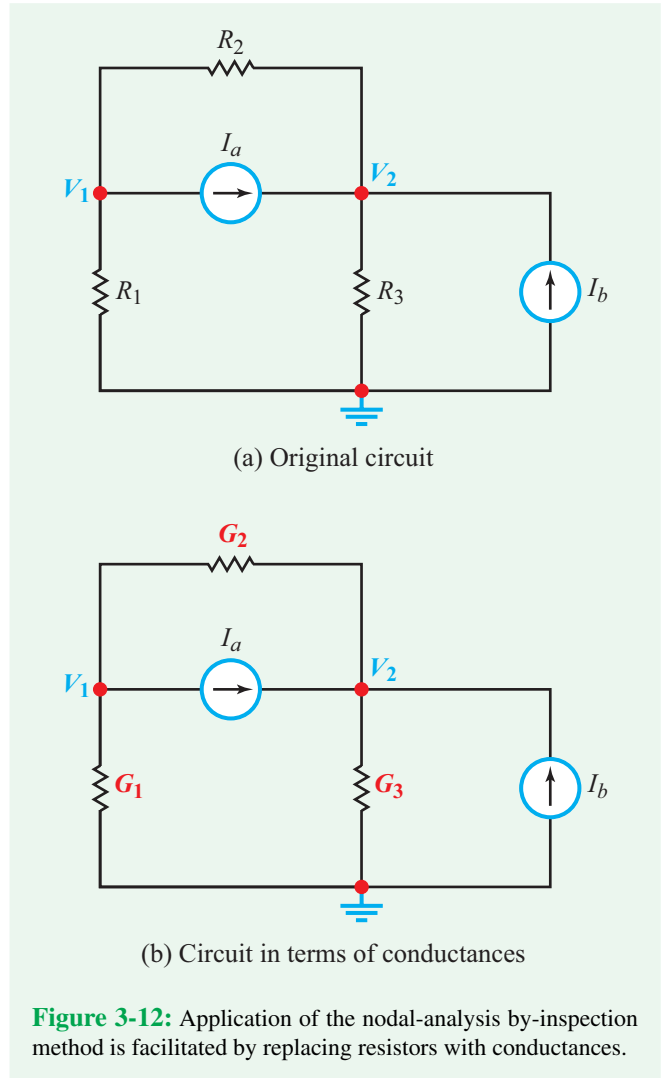 R2
Ia
V1
V2
R1
R3
Ib
(a) Original circuit
G2
Ia
V1
V2
G1
G3
Ib
(b) Circuit in terms of conductances
Figure 3-12: Application of the nodal-analysis by-inspection
method is facilitated by replacing resistors with conductances.